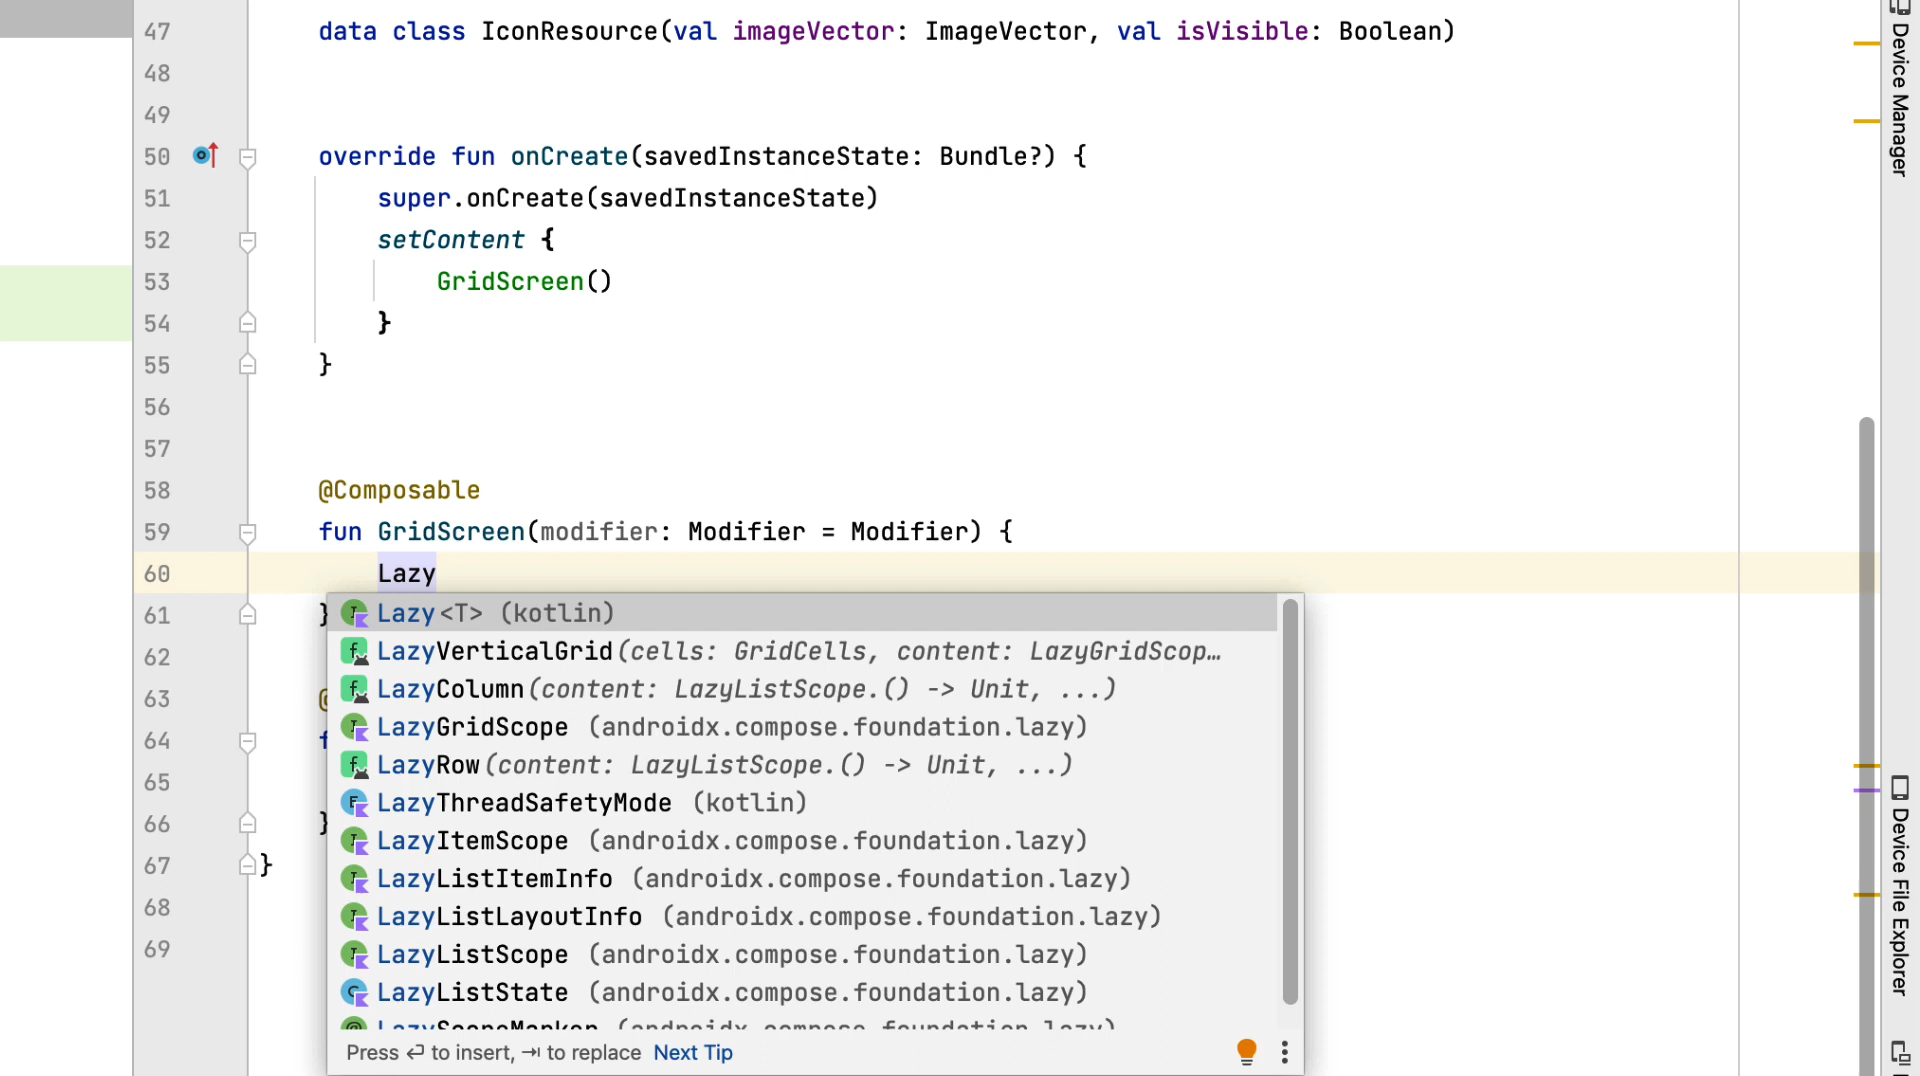 47 data class IconResource(val imageVector: ImageVector, val isVisible: Boolean)
48
49
50 override fun onCreate(savedInstanceState: Bundle?) {
51 super.onCreate(savedInstanceState)
52 setContent {
53 GridScreen()
54 }
55 }
56
57
58 @Composable
59 fun GridScreen(modifier: Modifier = Modifier) {
60 Lazy
61 }
62
63 @
64 f
65
66 }
67 }
68
69
Lazy<T> (kotlin)
LazyVerticalGrid(cells: GridCells, content: LazyGridScop…
LazyColumn(content: LazyListScope.() -> Unit, ...)
LazyGridScope (androidx.compose.foundation.lazy)
LazyRow(content: LazyListScope.() -> Unit, ...)
LazyThreadSafetyMode (kotlin)
LazyItemScope (androidx.compose.foundation.lazy)
LazyListItemInfo (androidx.compose.foundation.lazy)
LazyListLayoutInfo (androidx.compose.foundation.lazy)
LazyListScope (androidx.compose.foundation.lazy)
LazyListState (androidx.compose.foundation.lazy)
LazyScopeMarker (androidx.compose.foundation.lazy)
Press ↵ to insert, ⇥ to replace Next Tip
Device Manager
Device File Explorer